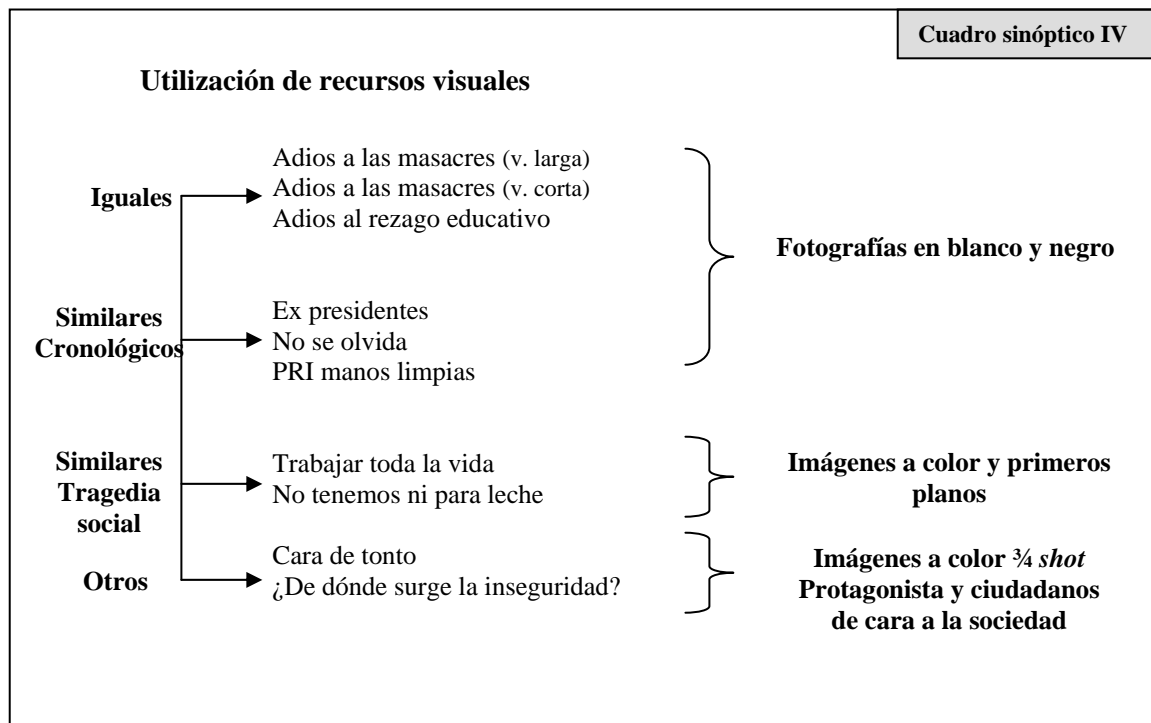 Cuadro sinóptico IV
Utilización de recursos visuales
Iguales
Adios a las masacres (v. larga)
Adios a las masacres (v. corta)
Adios al rezago educativo
Fotografías en blanco y negro
Similares
Cronológicos
Ex presidentes
No se olvida
PRI manos limpias
Similares
Tragedia
social
Trabajar toda la vida
No tenemos ni para leche
Imágenes a color y primeros
planos
Otros
Cara de tonto
¿De dónde surge la inseguridad?
Imágenes a color ¾ shot
Protagonista y ciudadanos
de cara a la sociedad